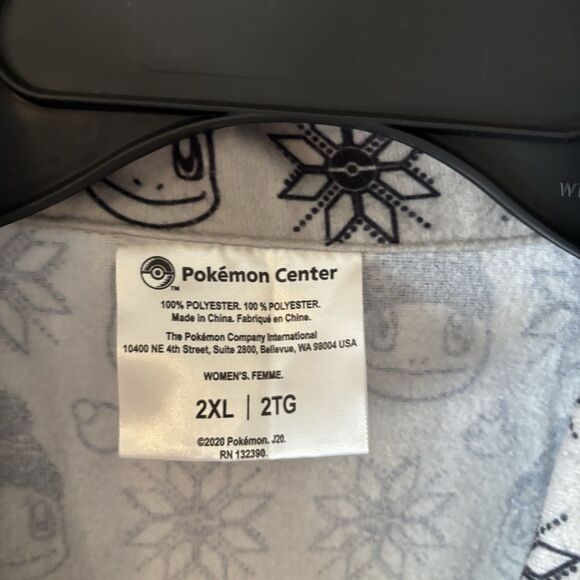 Pokémon Center
TM
100% POLYESTER. 100 % POLYESTER.
Made in China. Fabriqué en Chine.
The Pokémon Company International
10400 NE 4th Street, Suite 2800, Bellevue, WA 98004 USA
WOMEN'S. FEMME.
2XL | 2TG
©2020 Pokémon. J20.
RN 132390.